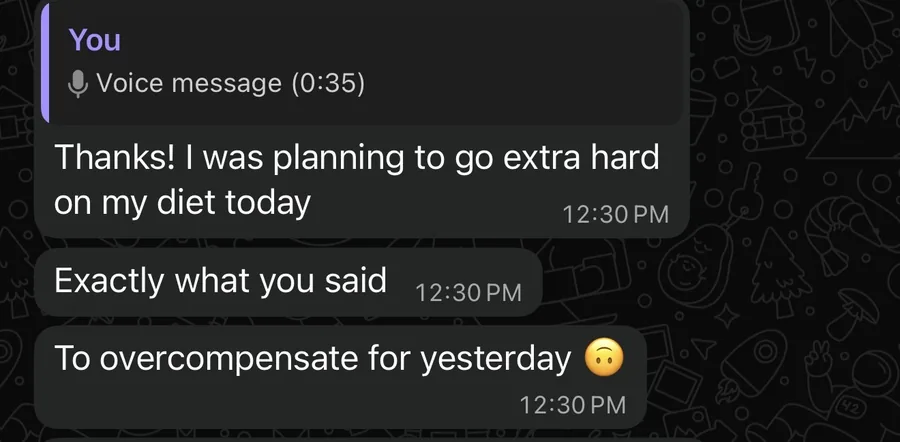 You
Voice message (0:35)
Thanks! I was planning to go extra hard
on my diet today
12:30 PM
Exactly what you said
12:30 PM
To overcompensate for yesterday 🙃
12:30 PM
42